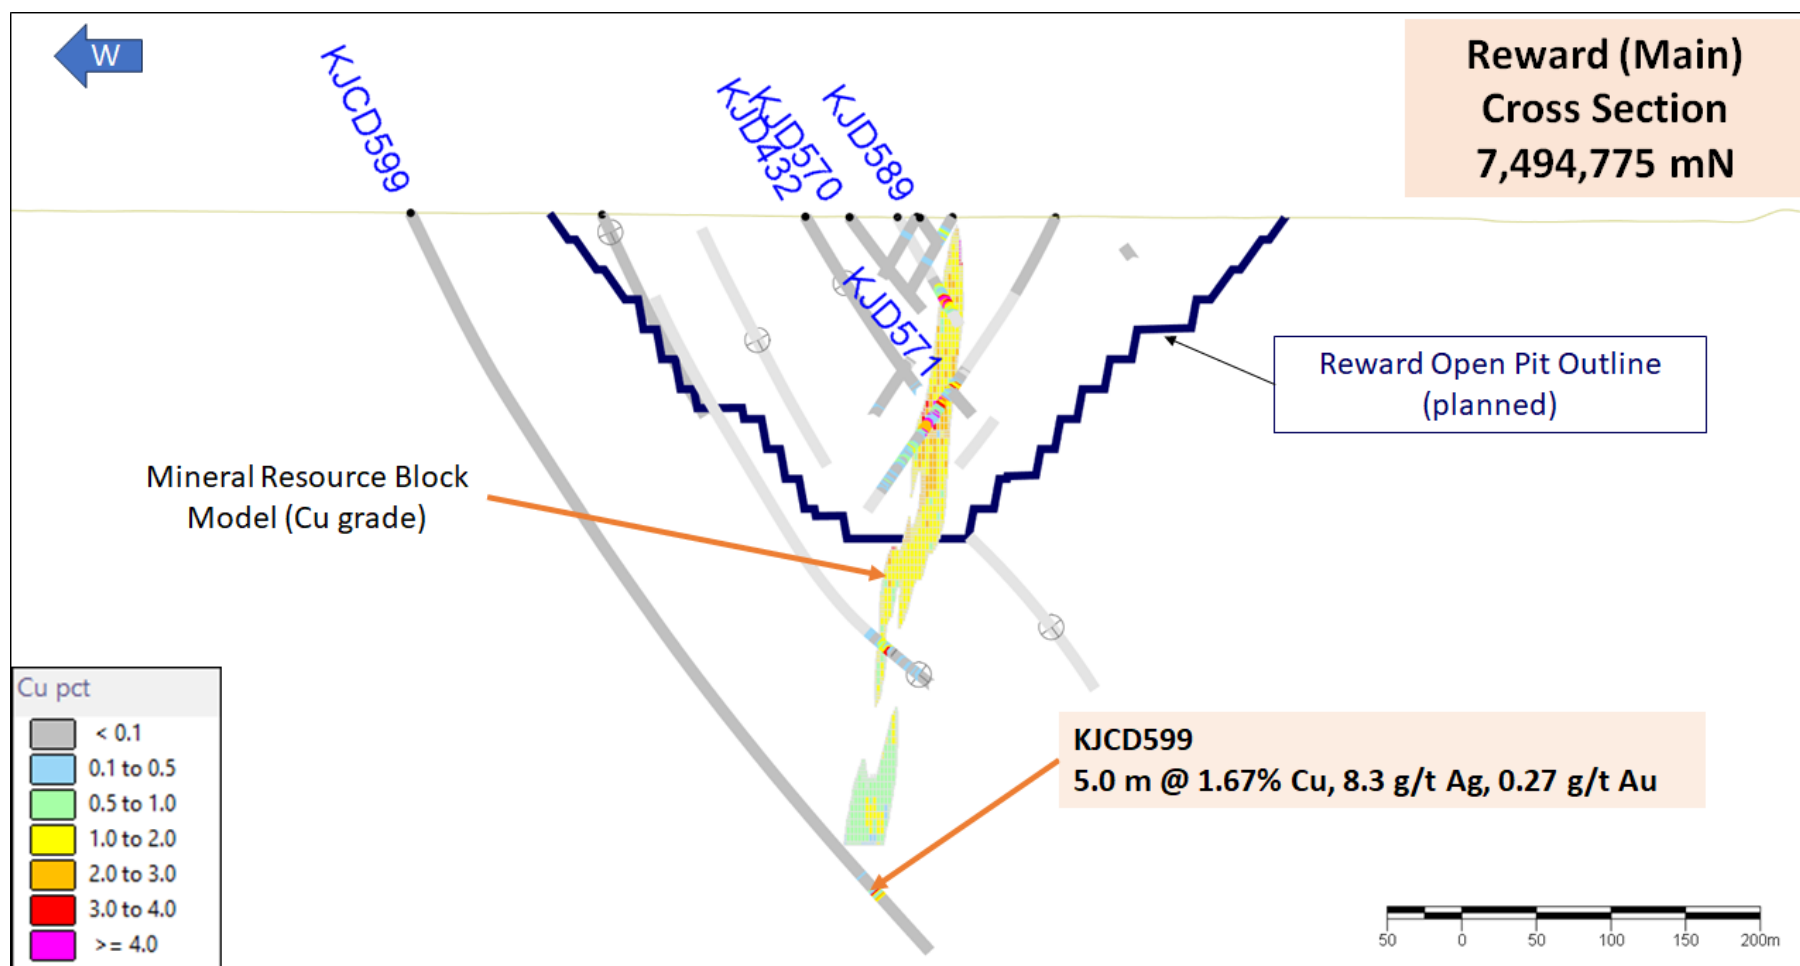 W
Reward (Main)
Cross Section
7,494,775 mN
KJCD599
KJD432
KJD570
KJD589
KJD571
Reward Open Pit Outline
(planned)
Mineral Resource Block
Model (Cu grade)
KJCD599
5.0 m @ 1.67% Cu, 8.3 g/t Ag, 0.27 g/t Au
Cu pct
< 0.1
0.1 to 0.5
0.5 to 1.0
1.0 to 2.0
2.0 to 3.0
3.0 to 4.0
>= 4.0
50 0 50 100 150 200m